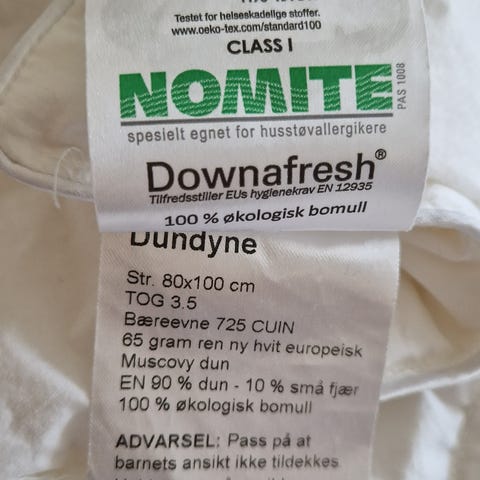 Testet for helseskadelige stoffer.
www.oeko-tex.com/standard100
CLASS I
NOMITE
PAS 1008
spesielt egnet for husstøvallergikere
Downafresh®
Tilfredsstiller EUs hygienekrav EN 12935
100 % økologisk bomull
Dundyne
Str. 80x100 cm
TOG 3.5
Bæreevne 725 CUIN
65 gram ren ny hvit europeisk
Muscovy dun
EN 90 % dun - 10 % små fjær
100 % økologisk bomull
ADVARSEL: Pass på at
barnets ansikt ikke tildekkes